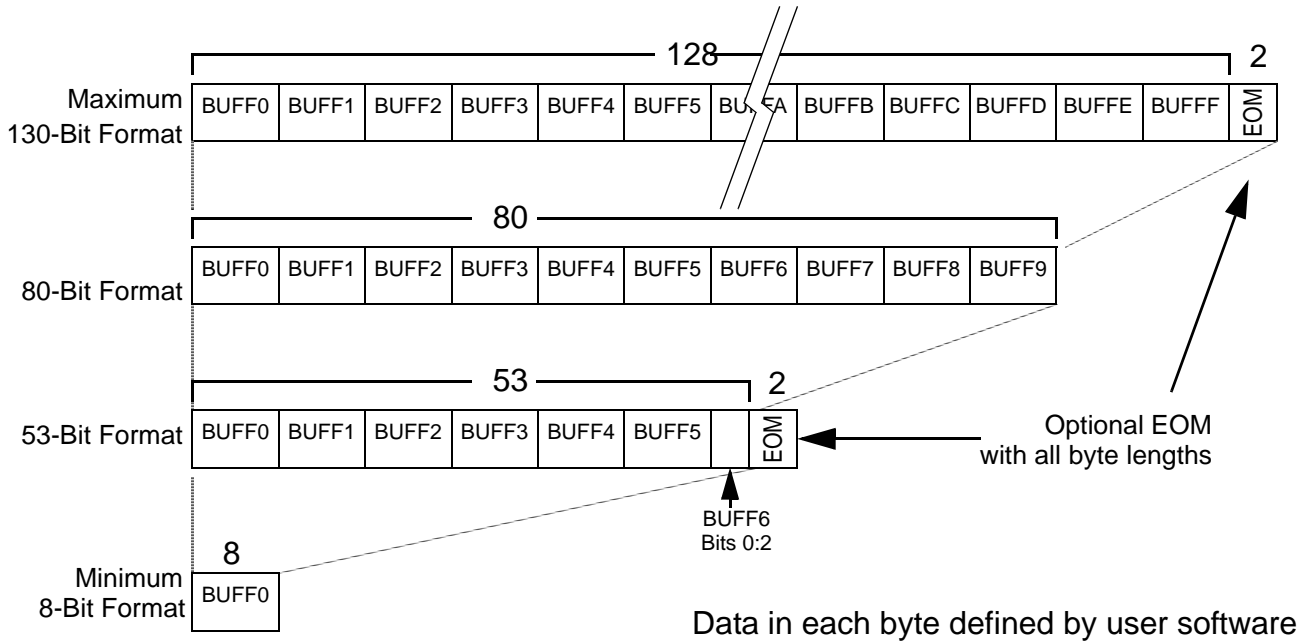 128 2
Maximum
130-Bit Format
BUFF0 BUFF1 BUFF2 BUFF3 BUFF4 BUFF5 BUFFA BUFFB BUFFC BUFFD BUFFE BUFFF EOM
80
80-Bit Format
BUFF0 BUFF1 BUFF2 BUFF3 BUFF4 BUFF5 BUFF6 BUFF7 BUFF8 BUFF9
53 2
53-Bit Format
BUFF0 BUFF1 BUFF2 BUFF3 BUFF4 BUFF5 EOM
Optional EOM
with all byte lengths
BUFF6
Bits 0:2
8
Minimum
8-Bit Format
BUFF0
Data in each byte defined by user software